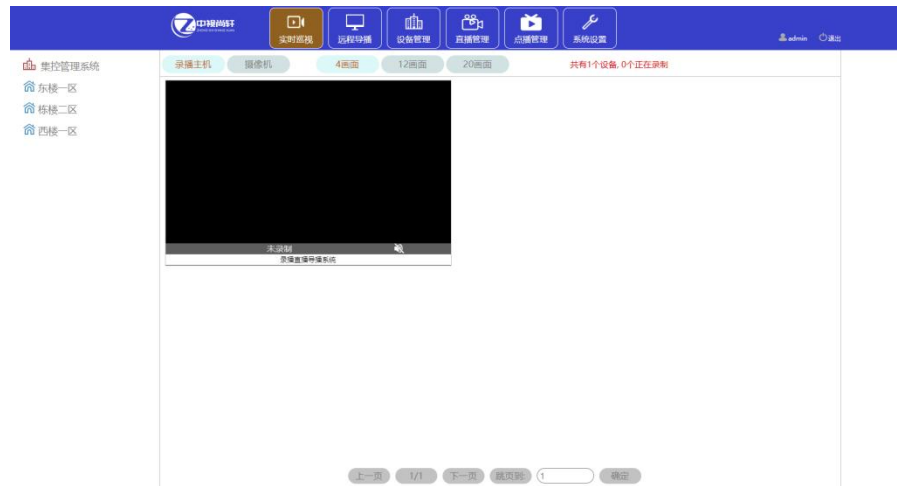 中程尚轩
实时巡视
远程导播
设备管理
直播管理
点播管理
系统设置
admin
退出
集控管理系统
东楼一区
栋楼二区
西楼一区
录播主机
摄像机
4画面
12画面
20画面
共有1个设备, 0个正在录制
未录制
录播直播导播系统
上一页
1/1
下一页
跳页到:
1
确定